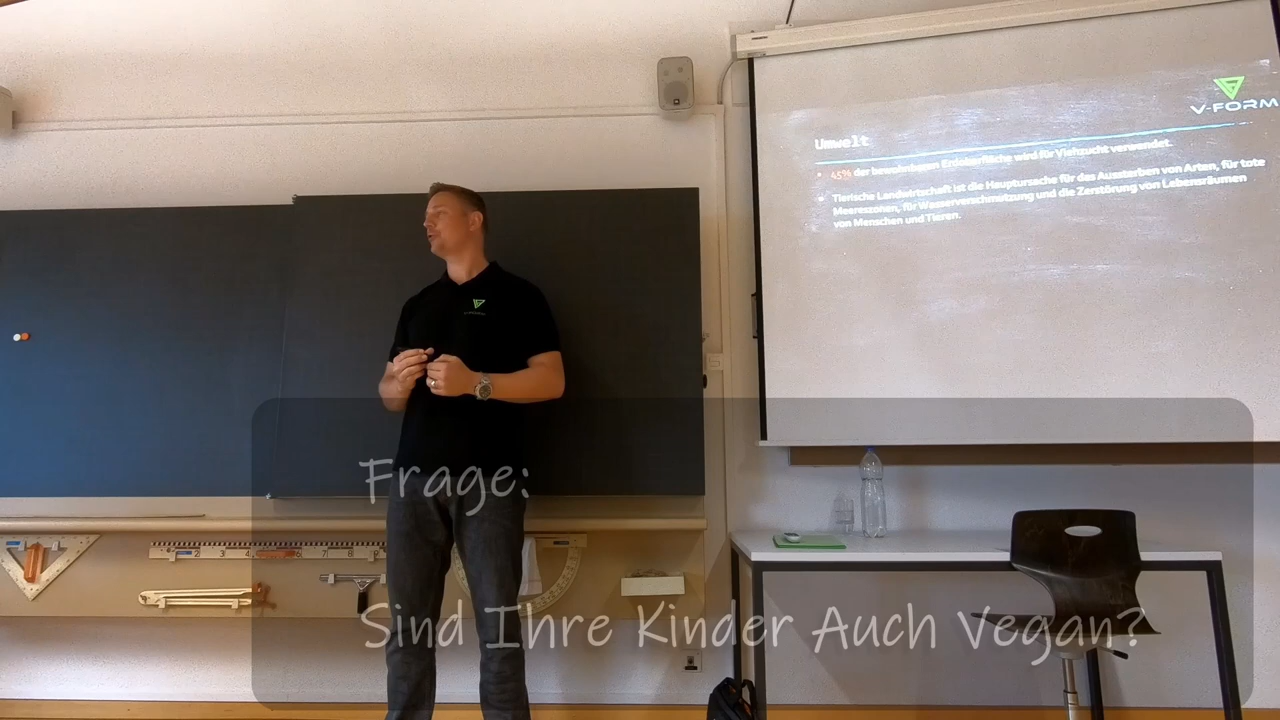 V-FORM
Umwelt
45% der bewohnbaren Erdoberfläche wird für Viehzucht verwendet.
Tierische Landwirtschaft ist die Hauptursache für das Aussterben von Arten, für tote
Meereszonen, für Wasserverschmutzung und die Zerstörung von Lebensräumen
von Menschen und Tieren.
Frage:
Sind Ihre Kinder Auch Vegan?